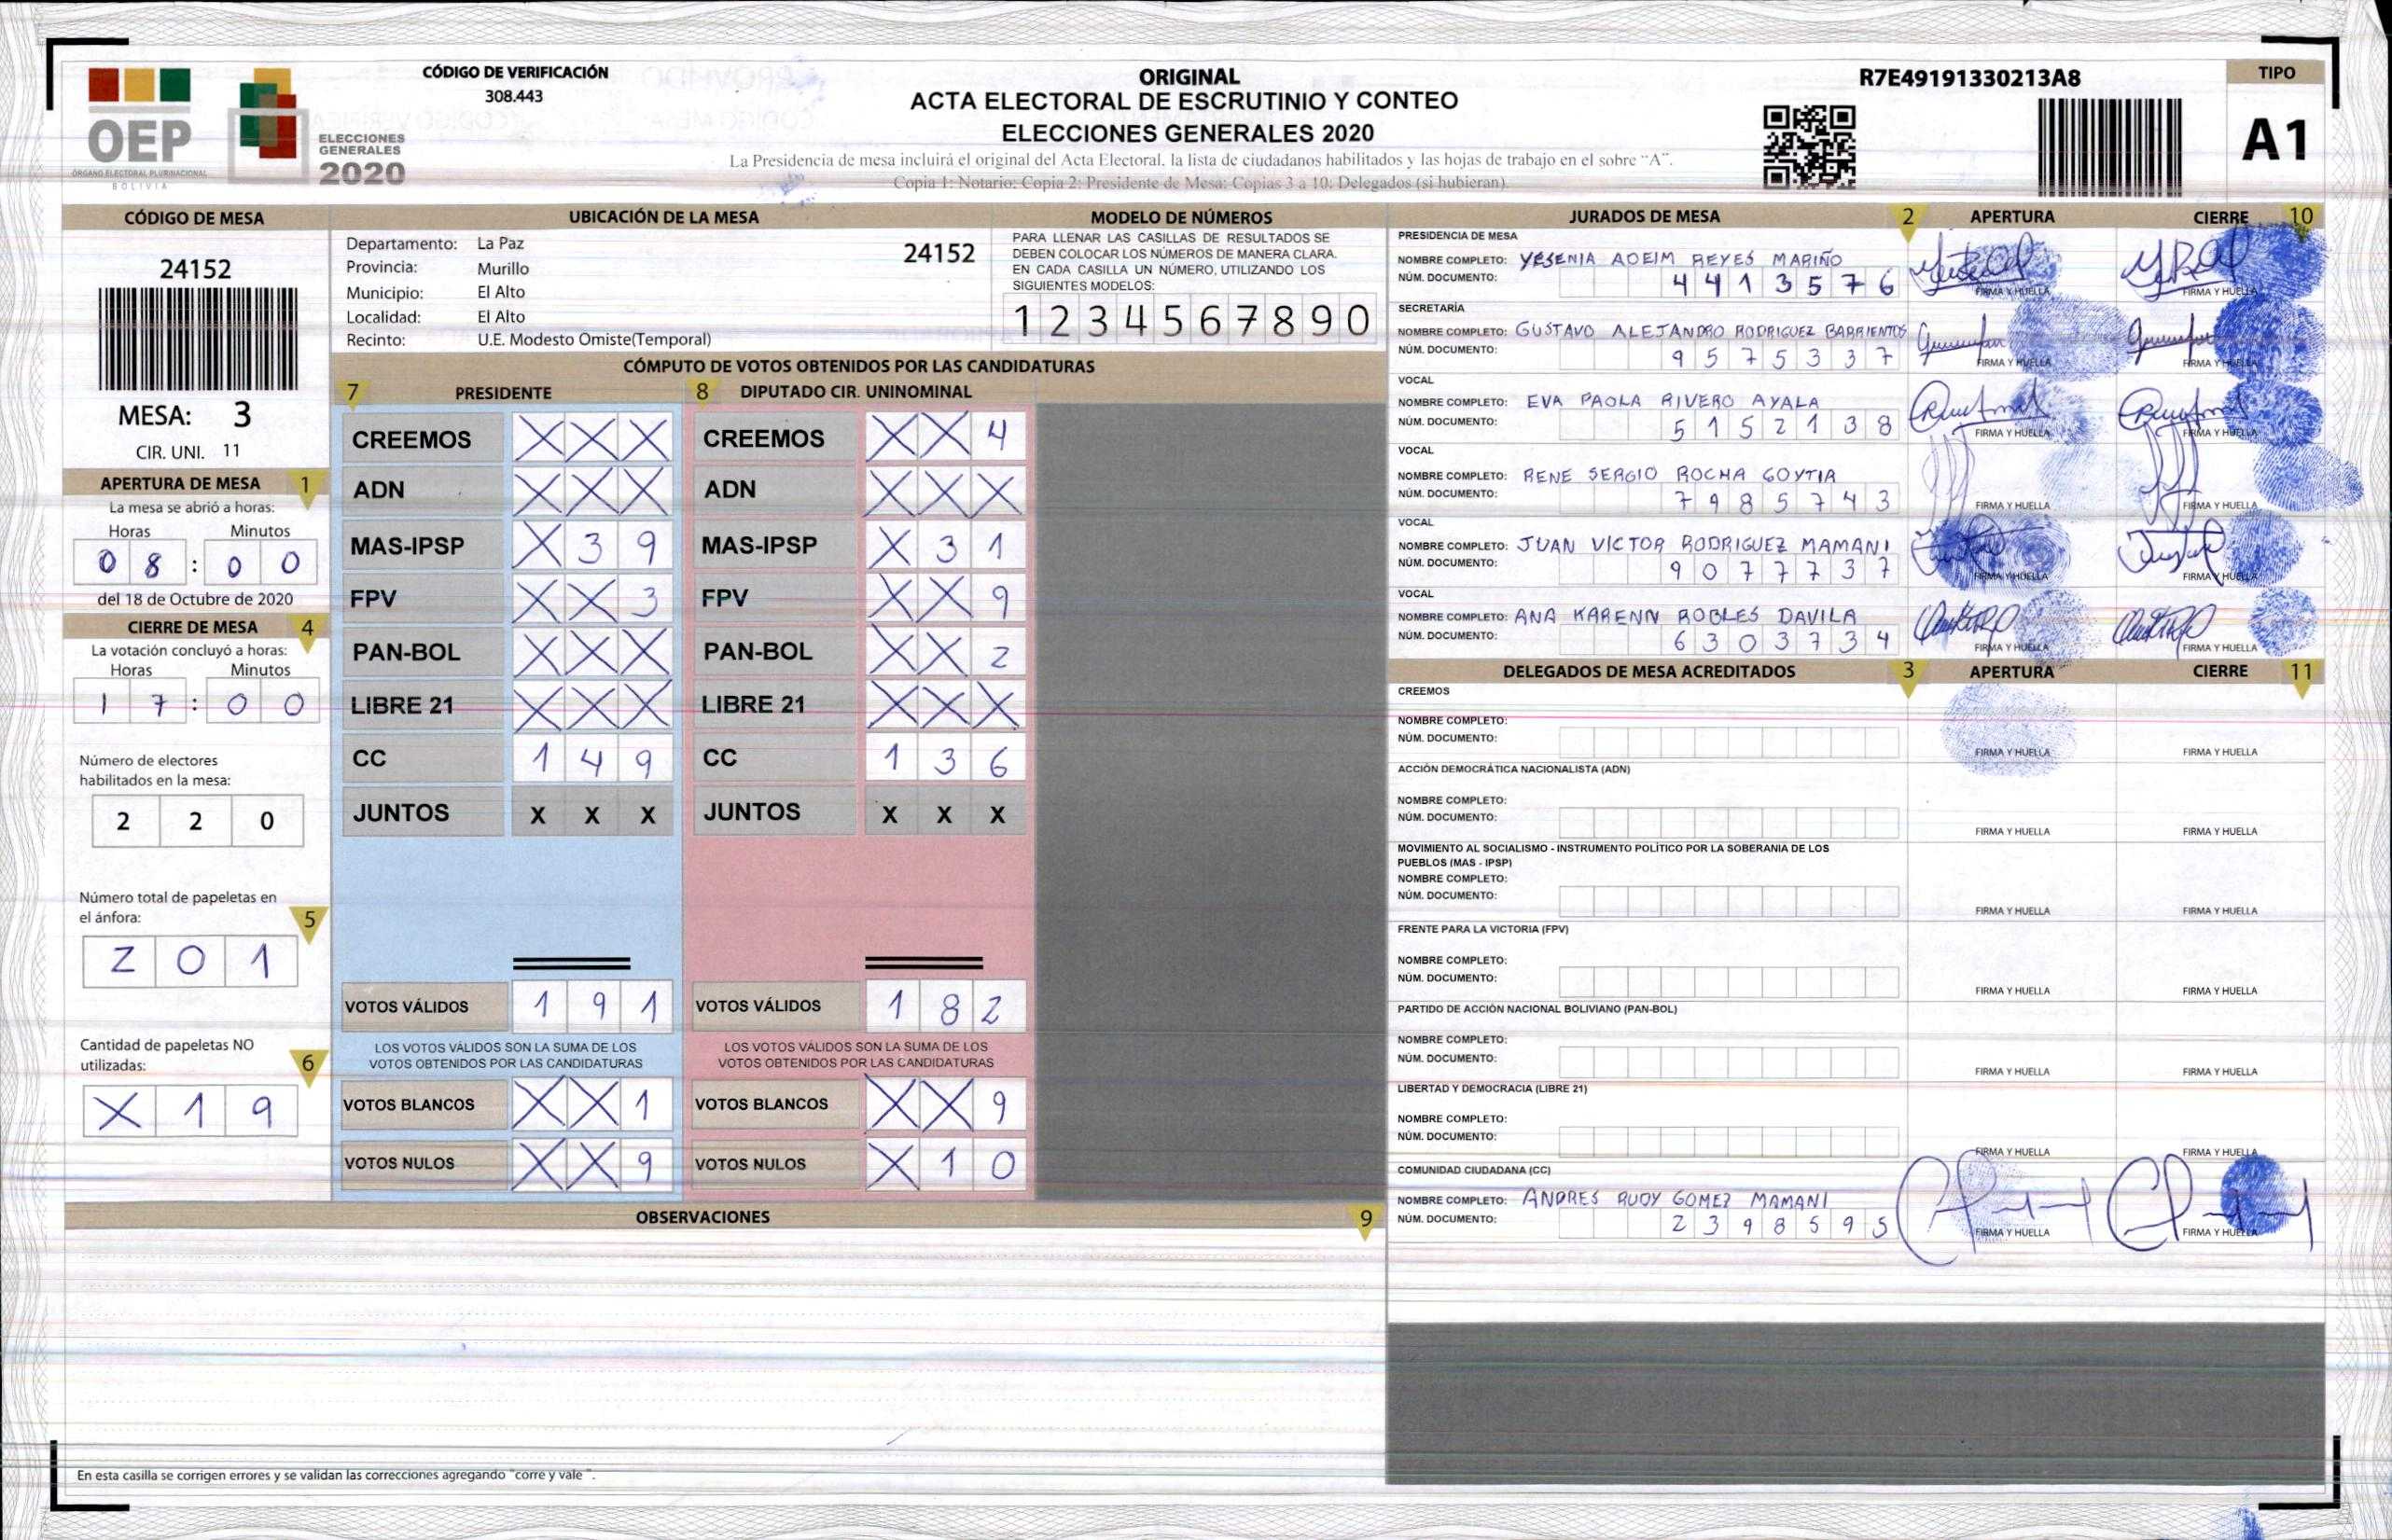 OEP
ÓRGANO ELECTORAL PLURINACIONAL
BOLIVIA
ELECCIONES
GENERALES
2020
CÓDIGO DE VERIFICACIÓN
308.443
ORIGINAL
ACTA ELECTORAL DE ESCRUTINIO Y CONTEO
ELECCIONES GENERALES 2020
La Presidencia de mesa incluirá el original del Acta Electoral, la lista de ciudadanos habilitados y las hojas de trabajo en el sobre "A".
Copia 1: Notario; Copia 2: Presidente de Mesa; Copias 3 a 10: Delegados (si hubieran).
R7E49191330213A8
TIPO
A1
CÓDIGO DE MESA
24152
MESA: 3
CIR. UNI. 11
APERTURA DE MESA 1
La mesa se abrió a horas:
Horas Minutos
0 8 : 0 0
del 18 de Octubre de 2020
CIERRE DE MESA 4
La votación concluyó a horas:
Horas Minutos
1 7 : 0 0
Número de electores
habilitados en la mesa:
2 2 0
Número total de papeletas en
el ánfora: 5
2 0 1
Cantidad de papeletas NO
utilizadas: 6
X 1 9
UBICACIÓN DE LA MESA
Departamento: La Paz 24152
Provincia: Murillo
Municipio: El Alto
Localidad: El Alto
Recinto: U.E. Modesto Omiste(Temporal)
MODELO DE NÚMEROS
PARA LLENAR LAS CASILLAS DE RESULTADOS SE
DEBEN COLOCAR LOS NÚMEROS DE MANERA CLARA.
EN CADA CASILLA UN NÚMERO, UTILIZANDO LOS
SIGUIENTES MODELOS:
1 2 3 4 5 6 7 8 9 0
CÓMPUTO DE VOTOS OBTENIDOS POR LAS CANDIDATURAS
7 PRESIDENTE
CREEMOS X X X
ADN X X X
MAS-IPSP X 3 9
FPV X X 3
PAN-BOL X X X
LIBRE 21 X X X
CC 1 4 9
JUNTOS X X X
VOTOS VÁLIDOS 1 9 1
LOS VOTOS VÁLIDOS SON LA SUMA DE LOS
VOTOS OBTENIDOS POR LAS CANDIDATURAS
VOTOS BLANCOS X X 1
VOTOS NULOS X X 9
8 DIPUTADO CIR. UNINOMINAL
CREEMOS X X 4
ADN X X X
MAS-IPSP X 3 1
FPV X X 9
PAN-BOL X X 2
LIBRE 21 X X X
CC 1 3 6
JUNTOS X X X
VOTOS VÁLIDOS 1 8 2
LOS VOTOS VÁLIDOS SON LA SUMA DE LOS
VOTOS OBTENIDOS POR LAS CANDIDATURAS
VOTOS BLANCOS X X 9
VOTOS NULOS X 1 0
OBSERVACIONES 9
En esta casilla se corrigen errores y se validan las correcciones agregando "corre y vale".
JURADOS DE MESA 2 APERTURA CIERRE 10
PRESIDENCIA DE MESA
NOMBRE COMPLETO: YESENIA ADEIM REYES MARIÑO
NÚM. DOCUMENTO: 4 4 1 3 5 7 6
FIRMA Y HUELLA FIRMA Y HUELLA
SECRETARÍA
NOMBRE COMPLETO: GUSTAVO ALEJANDRO RODRIGUEZ BARRIENTOS
NÚM. DOCUMENTO: 9 5 7 5 3 3 7
FIRMA Y HUELLA FIRMA Y HUELLA
VOCAL
NOMBRE COMPLETO: EVA PAOLA RIVERO AYALA
NÚM. DOCUMENTO: 5 1 5 2 1 3 8
FIRMA Y HUELLA FIRMA Y HUELLA
VOCAL
NOMBRE COMPLETO: RENE SERGIO ROCHA GOYTIA
NÚM. DOCUMENTO: 7 9 8 5 7 4 3
FIRMA Y HUELLA FIRMA Y HUELLA
VOCAL
NOMBRE COMPLETO: JUAN VICTOR RODRIGUEZ MAMANI
NÚM. DOCUMENTO: 9 0 7 7 7 3 7
FIRMA Y HUELLA FIRMA Y HUELLA
VOCAL
NOMBRE COMPLETO: ANA KARENN ROBLES DAVILA
NÚM. DOCUMENTO: 6 3 0 3 7 3 4
FIRMA Y HUELLA FIRMA Y HUELLA
DELEGADOS DE MESA ACREDITADOS 3 APERTURA CIERRE 11
CREEMOS
NOMBRE COMPLETO:
NÚM. DOCUMENTO:
FIRMA Y HUELLA FIRMA Y HUELLA
ACCIÓN DEMOCRÁTICA NACIONALISTA (ADN)
NOMBRE COMPLETO:
NÚM. DOCUMENTO:
FIRMA Y HUELLA FIRMA Y HUELLA
MOVIMIENTO AL SOCIALISMO - INSTRUMENTO POLÍTICO POR LA SOBERANIA DE LOS
PUEBLOS (MAS - IPSP)
NOMBRE COMPLETO:
NÚM. DOCUMENTO:
FIRMA Y HUELLA FIRMA Y HUELLA
FRENTE PARA LA VICTORIA (FPV)
NOMBRE COMPLETO:
NÚM. DOCUMENTO:
FIRMA Y HUELLA FIRMA Y HUELLA
PARTIDO DE ACCIÓN NACIONAL BOLIVIANO (PAN-BOL)
NOMBRE COMPLETO:
NÚM. DOCUMENTO:
FIRMA Y HUELLA FIRMA Y HUELLA
LIBERTAD Y DEMOCRACIA (LIBRE 21)
NOMBRE COMPLETO:
NÚM. DOCUMENTO:
FIRMA Y HUELLA FIRMA Y HUELLA
COMUNIDAD CIUDADANA (CC)
NOMBRE COMPLETO: ANDRES RUDY GOMEZ MAMANI
NÚM. DOCUMENTO: 2 3 9 8 5 9 5
FIRMA Y HUELLA FIRMA Y HUELLA